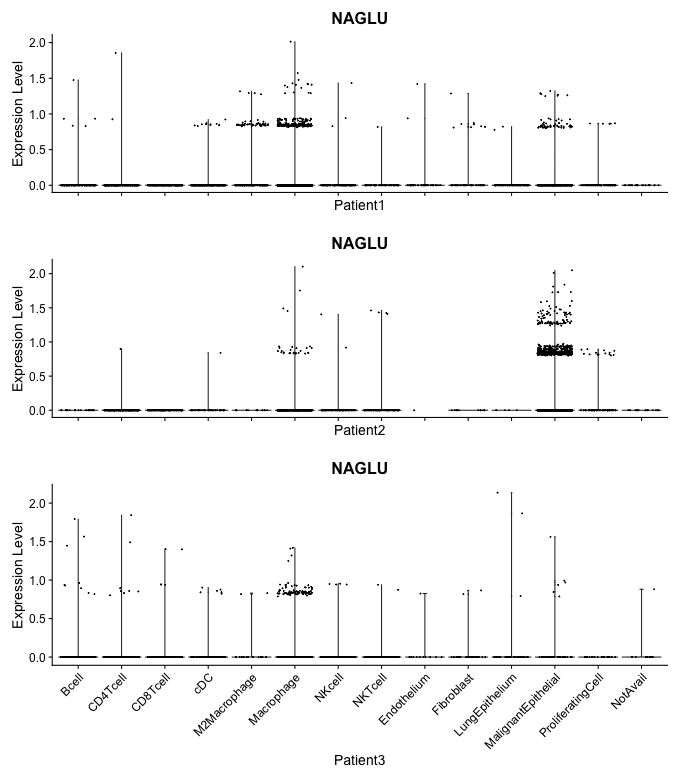 NAGLU
Expression Level
2.0
1.5
1.0
0.5
0.0
Patient1
NAGLU
Expression Level
2.0
1.5
1.0
0.5
0.0
Patient2
NAGLU
Expression Level
2.0
1.5
1.0
0.5
0.0
Bcell
CD4Tcell
CD8Tcell
cDC
M2Macrophage
Macrophage
NKcell
NKTcell
Endothelium
Fibroblast
LungEpithelium
MalignantEpithelial
ProliferatingCell
NotAvail
Patient3